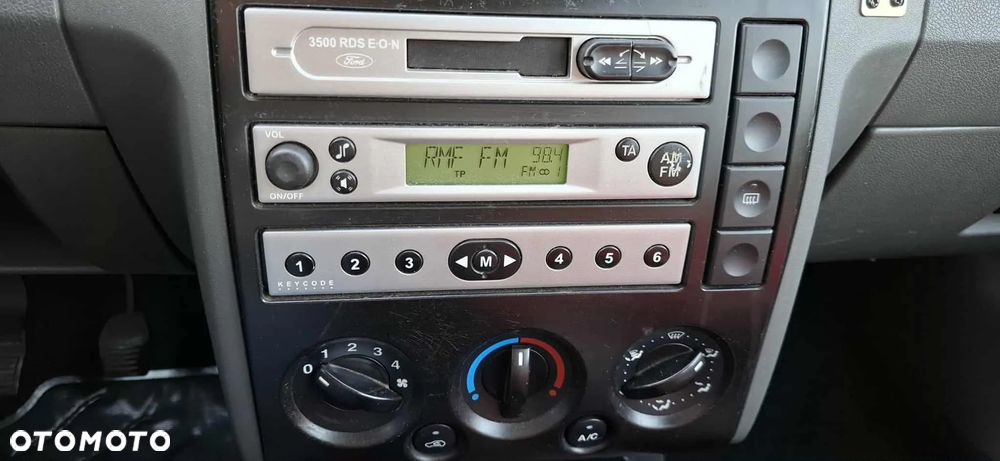 3500 RDS E·O·N
Ford
VOL
ON/OFF
RMF FM 98.4
TP FM 1
TA
AM
FM
1 2 3 M 4 5 6
KEYCODE
0 1 2 3 4
A/C
OTOMOTO